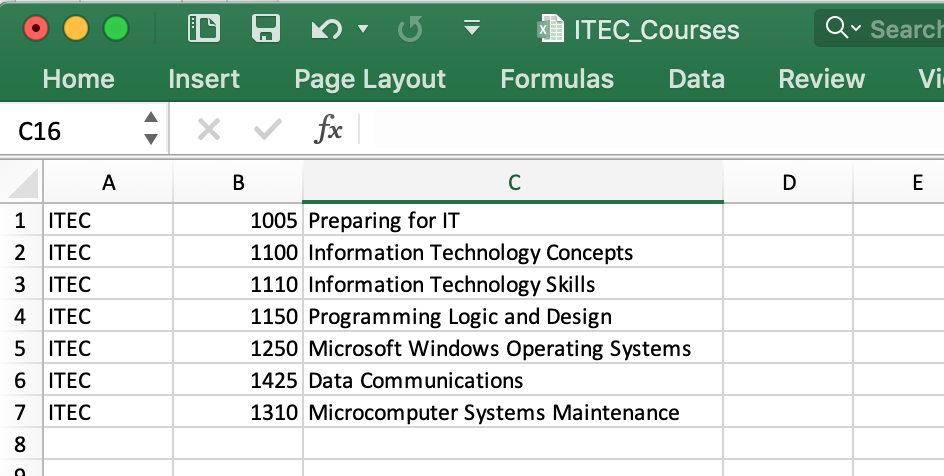 ITEC_Courses Search
Home Insert Page Layout Formulas Data Review
C16 fx
A B C D E
1 ITEC 1005 Preparing for IT
2 ITEC 1100 Information Technology Concepts
3 ITEC 1110 Information Technology Skills
4 ITEC 1150 Programming Logic and Design
5 ITEC 1250 Microsoft Windows Operating Systems
6 ITEC 1425 Data Communications
7 ITEC 1310 Microcomputer Systems Maintenance
8
9